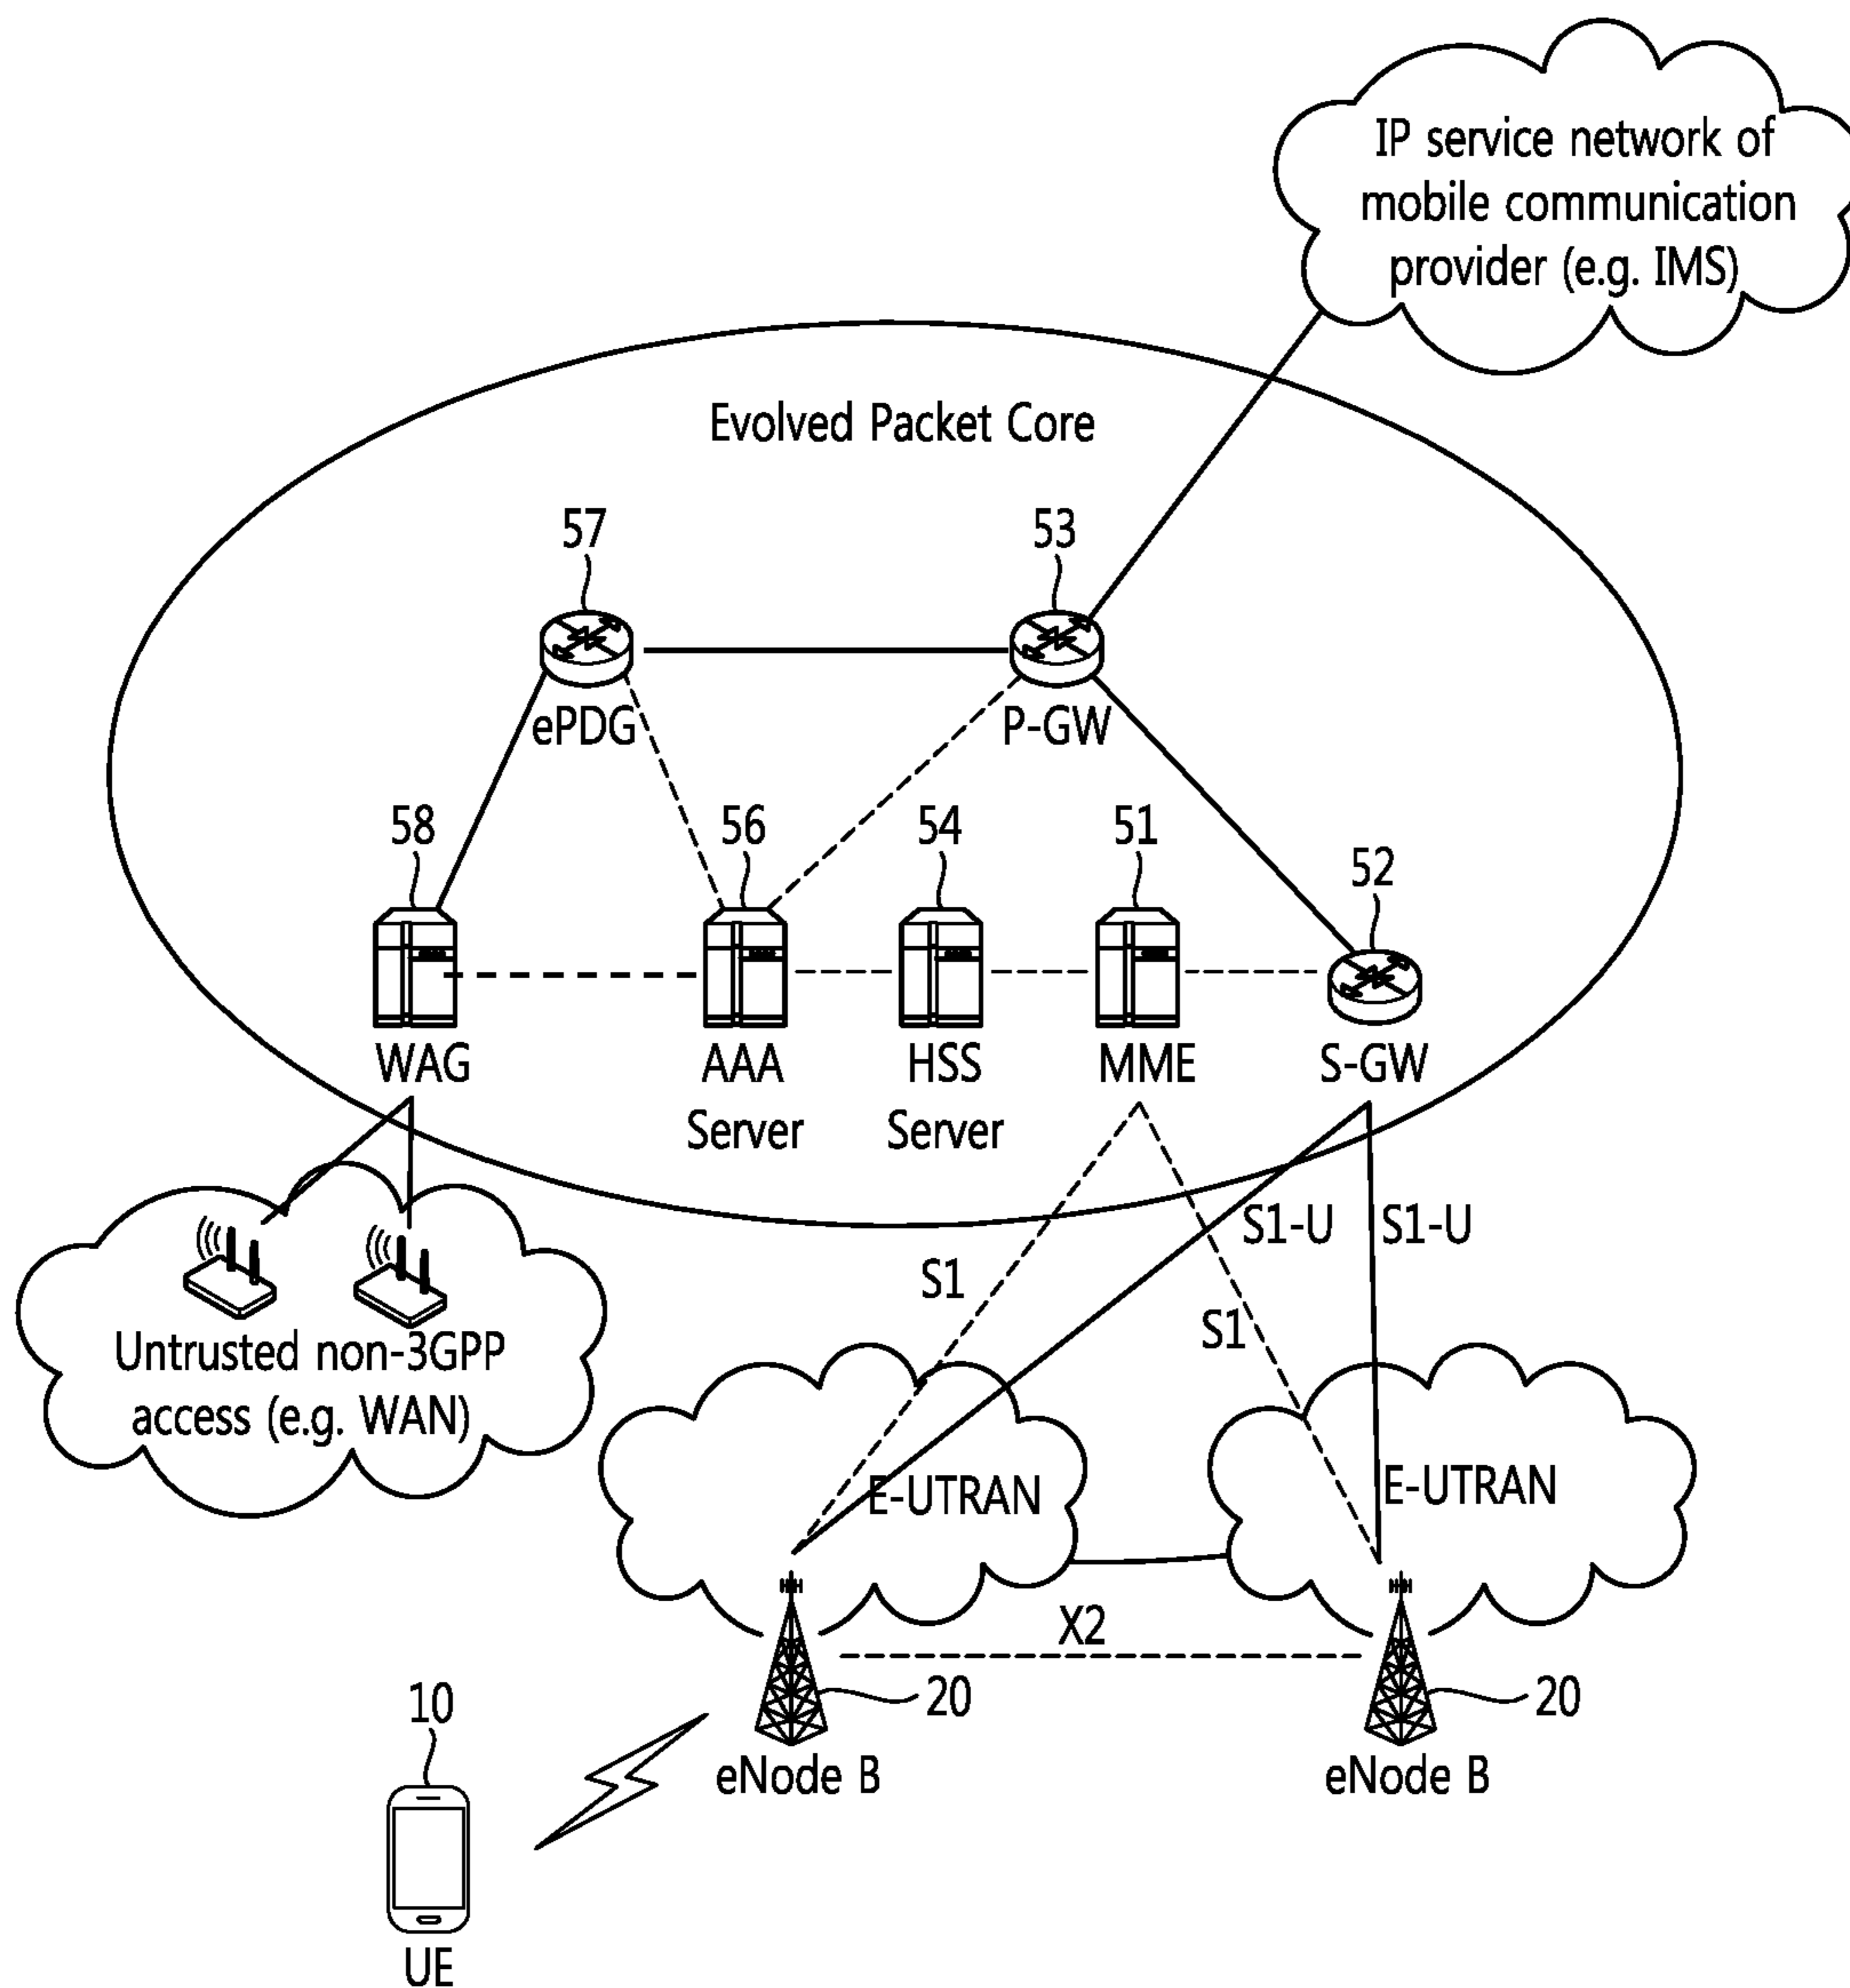 IP service network of
mobile communication
provider (e.g. IMS)
Evolved Packet Core
57
53
ePDG
P-GW
58
56
54
51
52
WAG
AAA
Server
HSS
Server
MME
S-GW
S1-U
S1-U
S1
S1
Untrusted non-3GPP
access (e.g. WAN)
E-UTRAN
E-UTRAN
X2
20
20
10
eNode B
eNode B
UE